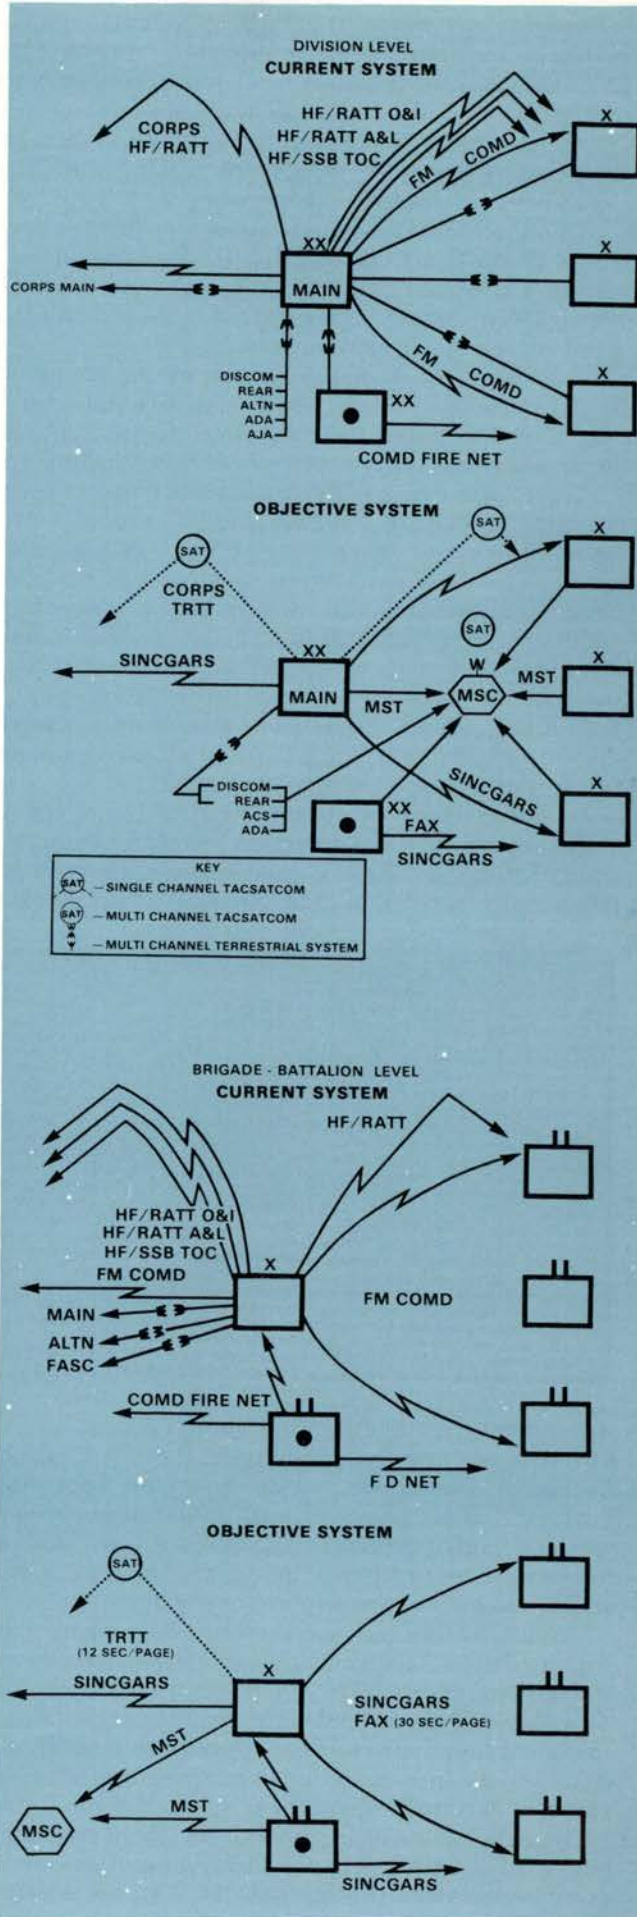 DIVISION LEVEL
CURRENT SYSTEM
CORPS
HF/RATT
HF/RATT O&I
HF/RATT A&L
HF/SSB TOC
FM COMD
X
XX
MAIN
X
CORPS MAIN
FM COMD
X
DISCOM
REAR
ALTN
ADA
AJA
XX
COMD FIRE NET
OBJECTIVE SYSTEM
SAT
SAT
X
CORPS
TRTT
SAT
SINCGARS
XX
MAIN
MST
W
MSC
MST
X
SINCGARS
X
DISCOM
REAR
ACS
ADA
XX
FAX
SINCGARS
KEY
SAT — SINGLE CHANNEL TACSATCOM
SAT — MULTI CHANNEL TACSATCOM
— MULTI CHANNEL TERRESTRIAL SYSTEM
BRIGADE - BATTALION LEVEL
CURRENT SYSTEM
HF/RATT
HF/RATT O&I
HF/RATT A&L
HF/SSB TOC
X
FM COMD
FM COMD
MAIN
ALTN
FASC
COMD FIRE NET
F D NET
OBJECTIVE SYSTEM
SAT
TRTT
(12 SEC/PAGE)
X
SINCGARS
SINCGARS
FAX (30 SEC/PAGE)
MST
MSC
MST
SINCGARS